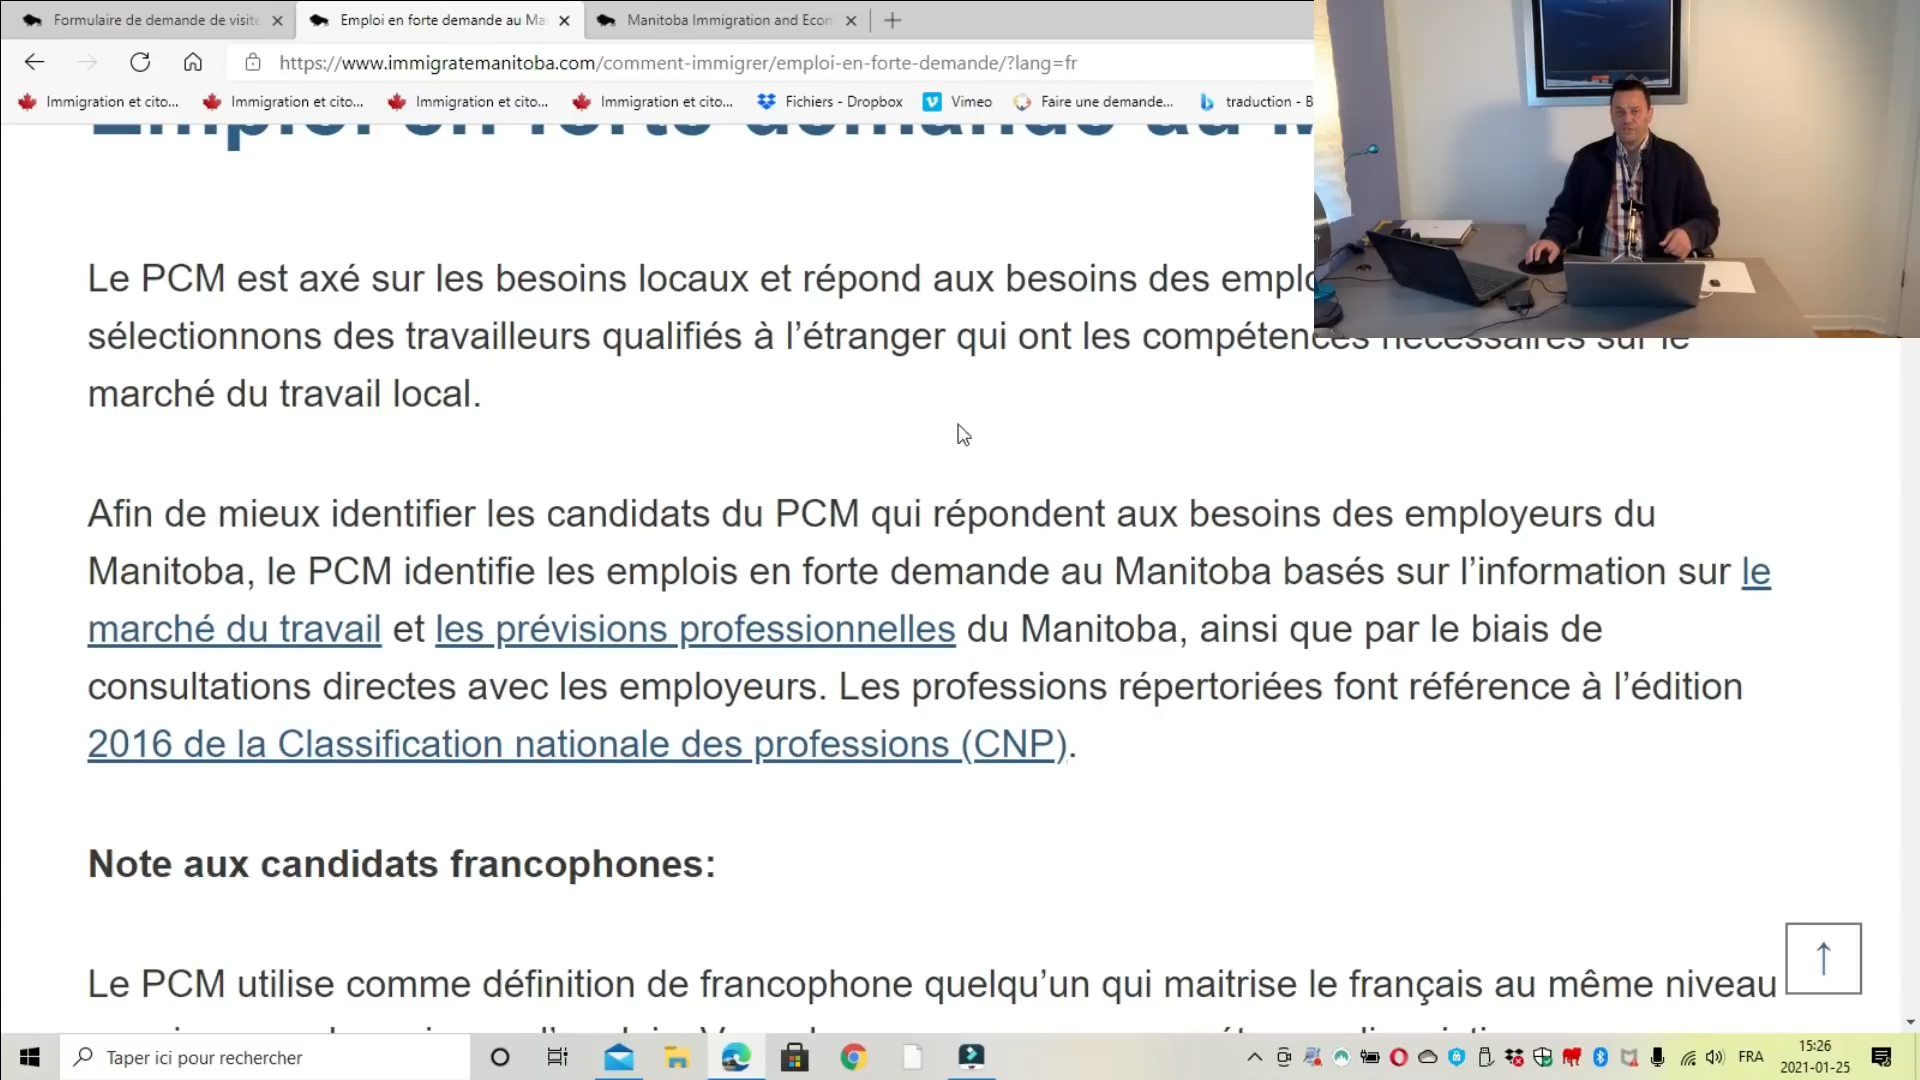 Formulaire de demande de visite
Emploi en forte demande au Ma
Manitoba Immigration and Econ
https://www.immigratemanitoba.com/comment-immigrer/emploi-en-forte-demande/?lang=fr
Immigration et cito...
Immigration et cito...
Immigration et cito...
Immigration et cito...
Fichiers - Dropbox
Vimeo
Faire une demande...
traduction - B
Emploi en forte demande au M
Le PCM est axé sur les besoins locaux et répond aux besoins des emplo
sélectionnons des travailleurs qualifiés à l’étranger qui ont les compétences nécessaires sur le
marché du travail local.
Afin de mieux identifier les candidats du PCM qui répondent aux besoins des employeurs du
Manitoba, le PCM identifie les emplois en forte demande au Manitoba basés sur l’information sur le
marché du travail et les prévisions professionnelles du Manitoba, ainsi que par le biais de
consultations directes avec les employeurs. Les professions répertoriées font référence à l’édition
2016 de la Classification nationale des professions (CNP).
Note aux candidats francophones:
Le PCM utilise comme définition de francophone quelqu’un qui maitrise le français au même niveau
Taper ici pour rechercher
FRA
15:26
2021-01-25